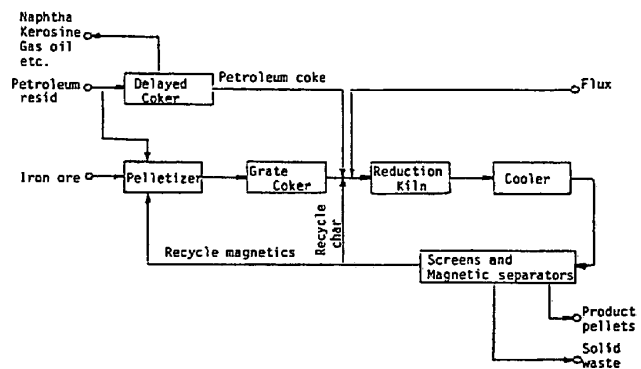 Naphtha
Kerosine
Gas oil
etc.
Petroleum
resid
Delayed
Coker
Petroleum coke
Flux
Iron ore
Pelletizer
Grate
Coker
Reduction
Kiln
Cooler
Recycle
char
Recycle magnetics
Screens and
Magnetic separators
Product
pellets
Solid
waste